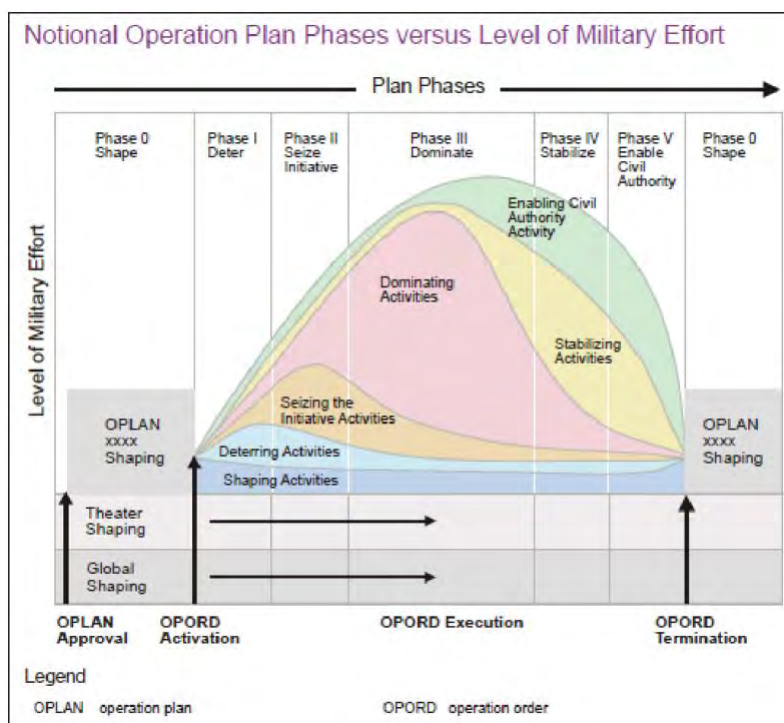 Notional Operation Plan Phases versus Level of Military Effort
Plan Phases
Phase 0
Shape
Phase I
Deter
Phase II
Seize
Initiative
Phase III
Dominate
Phase IV
Stabilize
Phase V
Enable
Civil
Authority
Phase 0
Shape
Level of Military Effort
Enabling Civil
Authority
Activity
Dominating
Activities
Stabilizing
Activities
Seizing the
Initiative Activities
Deterring Activities
Shaping Activities
OPLAN
xxxx
Shaping
OPLAN
xxxx
Shaping
Theater
Shaping
Global
Shaping
OPLAN
Approval
OPORD
Activation
OPORD Execution
OPORD
Termination
Legend
OPLAN operation plan
OPORD operation order